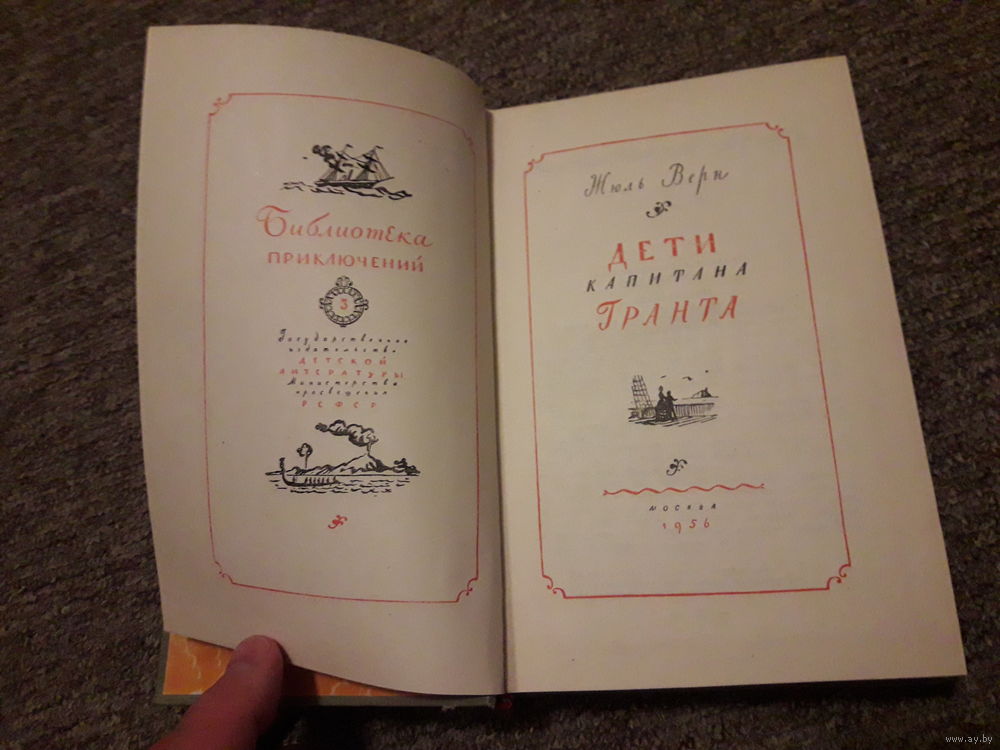 Библиотека
ПРИКЛЮЧЕНИЙ
3
Государственное
издательство
ДЕТСКОЙ
ЛИТЕРАТУРЫ
Министерства
просвещения
РСФСР
Жюль Верн
ДЕТИ
КАПИТАНА
ГРАНТА
МОСКВА
1956
www.ay.by